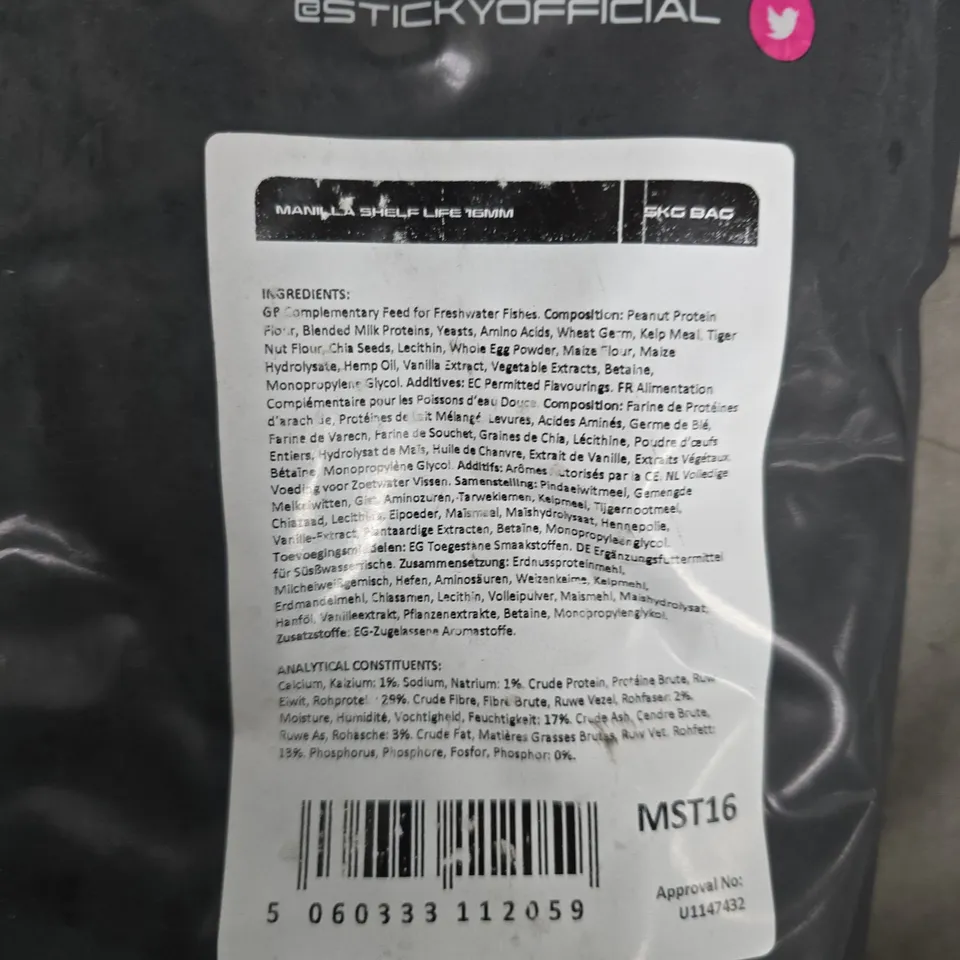 @STICKYOFFICIAL
MANILLA SHELF LIFE 16MM 5KG BAG
INGREDIENTS:
GB Complementary Feed for Freshwater Fishes. Composition: Peanut Protein
Flour, Blended Milk Proteins, Yeasts, Amino Acids, Wheat Germ, Kelp Meal, Tiger
Nut Flour, Chia Seeds, Lecithin, Whole Egg Powder, Maize Flour, Maize
Hydrolysate, Hemp Oil, Vanilla Extract, Vegetable Extracts, Betaine,
Monopropylene Glycol. Additives: EC Permitted Flavourings. FR Alimentation
Complémentaire pour les Poissons d'eau Douce. Composition: Farine de Protéines
d'arachide, Protéines de Lait Mélangé, Levures, Acides Aminés, Germe de Blé,
Farine de Varech, Farine de Souchet, Graines de Chia, Lécithine, Poudre d'œufs
Entiers, Hydrolysat de Maïs, Huile de Chanvre, Extrait de Vanille, Extraits Végétaux,
Bétaïne, Monopropylène Glycol. Additifs: Arômes autorisés par la CE. NL Volledige
Voeding voor Zoetwater Vissen. Samenstelling: Pindaeiwitmeel, Gemengde
Melkeiwitten, Gist, Aminozuren, Tarwekiemen, Kelpmeel, Tijgernootmeel,
Chiazaad, Lecithine, Eipoeder, Maïsmeel, Maïshydrolysaat, Hennepolie,
Vanille-Extract, Plantaardige Extracten, Betaïne, Monopropyleenglycol.
Toevoegingsmiddelen: EG Toegestane Smaakstoffen. DE Ergänzungsfuttermittel
für Süßwasserfische. Zusammensetzung: Erdnussproteinmehl,
Milcheiweißgemisch, Hefen, Aminosäuren, Weizenkeime, Kelpmehl,
Erdmandelmehl, Chiasamen, Lecithin, Volleipulver, Maismehl, Maishydrolysat,
Hanföl, Vanilleextrakt, Pflanzenextrakte, Betaine, Monopropylenglykol.
Zusatzstoffe: EG-Zugelassene Aromastoffe.
ANALYTICAL CONSTITUENTS:
Calcium, Kalzium: 1%. Sodium, Natrium: 1%. Crude Protein, Protéine Brute, Ruw
Eiwit, Rohprotein: 29%. Crude Fibre, Fibre Brute, Ruwe Vezel, Rohfaser: 2%.
Moisture, Humidité, Vochtigheid, Feuchtigkeit: 17%. Crude Ash, Cendre Brute,
Ruwe As, Rohasche: 3%. Crude Fat, Matières Grasses Brutes, Ruw Vet, Rohfett:
13%. Phosphorus, Phosphore, Fosfor, Phosphor: 0%.
MST16
Approval No:
U1147432
5 060333 112059